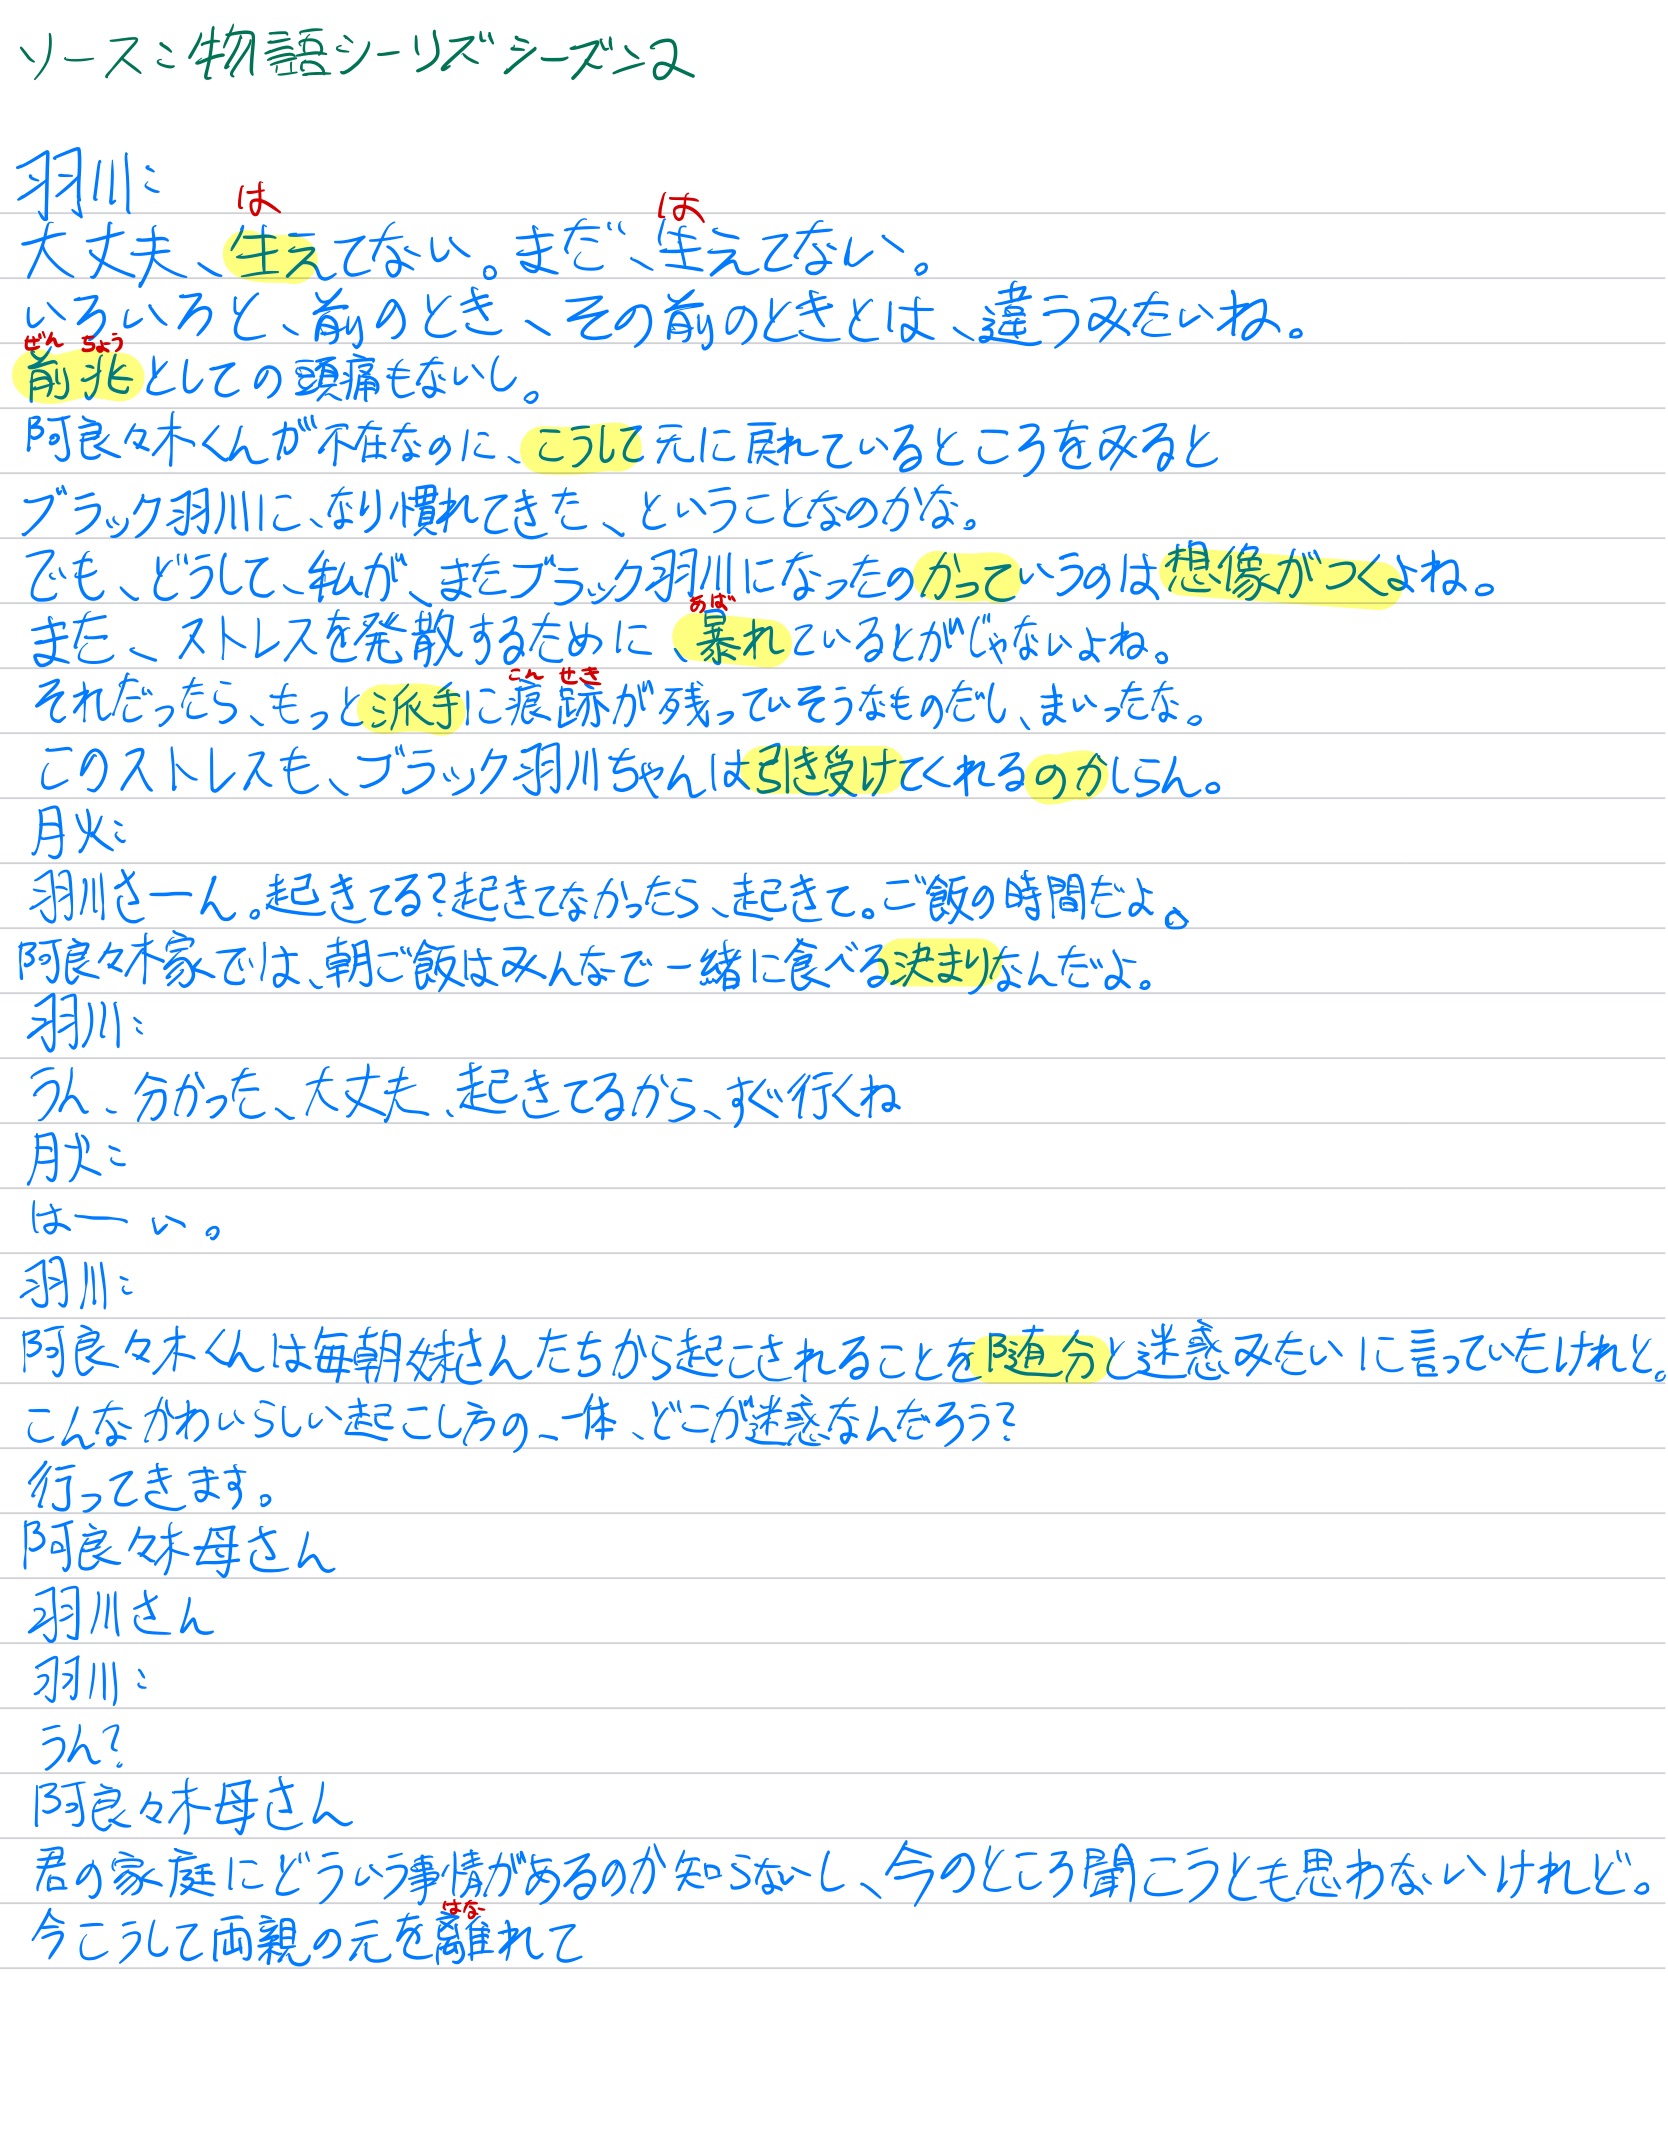 ソース:物語シーリズシーズン2
羽川:
は は
大丈夫、生えてない。まだ、生えてない。
いろいろと、前のとき、その前のときとは、違うみたいね。
ぜん ちょう
前兆としての頭痛もないし。
阿良々木くんが不在なのに、こうして元に戻れているところをみると
ブラック羽川に、なり慣れてきた、ということなのかな。
でも、どうして、私が、またブラック羽川になったのかっていうのは、想像がつくよね。
あば
また、ストレスを発散するために、暴れているとがじゃないよね。
こん せき
それだったら、もっと派手に痕跡が残っていそうなものだし、まいったな。
このストレスも、ブラック羽川ちゃんは引き受けてくれるのかしらん。
月火:
羽川さーん。起きてる?起きてなかったら、起きて。ご飯の時間だよ。
阿良々木家では、朝ご飯はみんなで一緒に食べる決まりなんだよ。
羽川:
うん、分かった、大丈夫、起きてるから、すぐ行くね
月火:
はーい。
羽川:
阿良々木くんは毎朝妹さんたちから起こされることを随分と迷惑みたいに言っていたけれど。
こんなかわいらしい起こし方の、一体、どこが迷惑なんだろう?
行ってきます。
阿良々木母さん
羽川さん
羽川:
うん?
阿良々木母さん
君の家庭にどういう事情があるのか知らないし、今のところ聞こうとも思わないけれど。
はな
今こうして両親の元を離れて